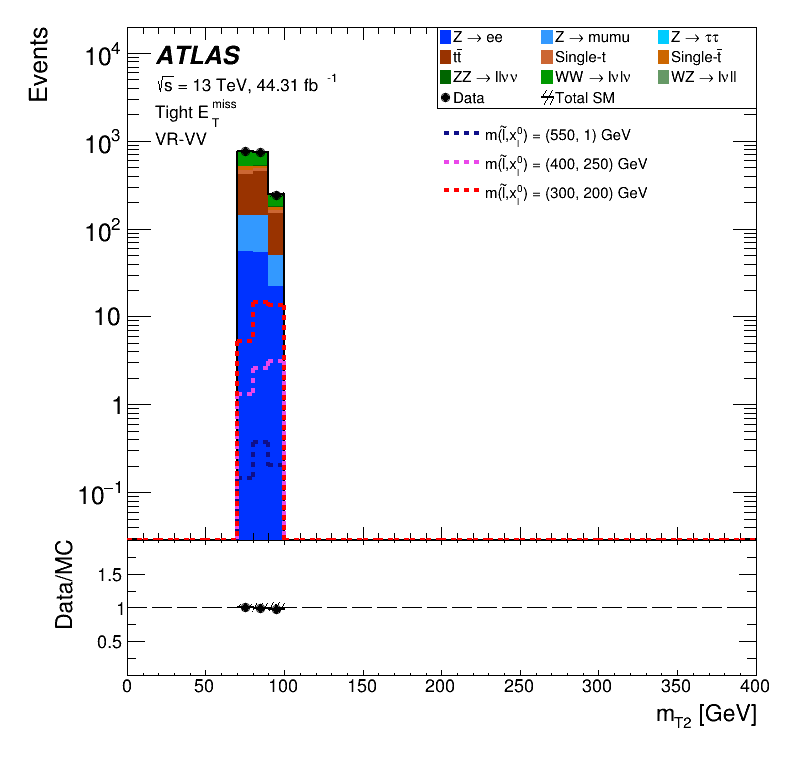 Events
10⁴
10³
10²
10
1
10⁻¹
ATLAS
√s = 13 TeV, 44.31 fb ⁻¹
Tight E_T^miss
VR-VV
Z → ee Z → mumu Z → ττ
tt̄ Single-t Single-t̄
ZZ → llνν WW → lνlν WZ → lνll
Data Total SM
m(l̃,x̃⁰₁) = (550, 1) GeV
m(l̃,x̃⁰₁) = (400, 250) GeV
m(l̃,x̃⁰₁) = (300, 200) GeV
Data/MC
1.5
1
0.5
0 50 100 150 200 250 300 350 400
m_T2 [GeV]